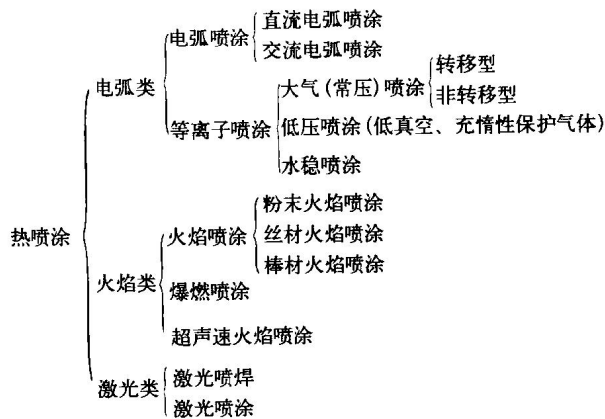 直流电弧喷涂
电弧喷涂
交流电弧喷涂
电弧类
转移型
大气(常压)喷涂
非转移型
等离子喷涂
低压喷涂(低真空、充惰性保护气体)
水稳喷涂
热喷涂
粉末火焰喷涂
火焰喷涂
丝材火焰喷涂
棒材火焰喷涂
火焰类
爆燃喷涂
超声速火焰喷涂
激光类
激光喷焊
激光喷涂